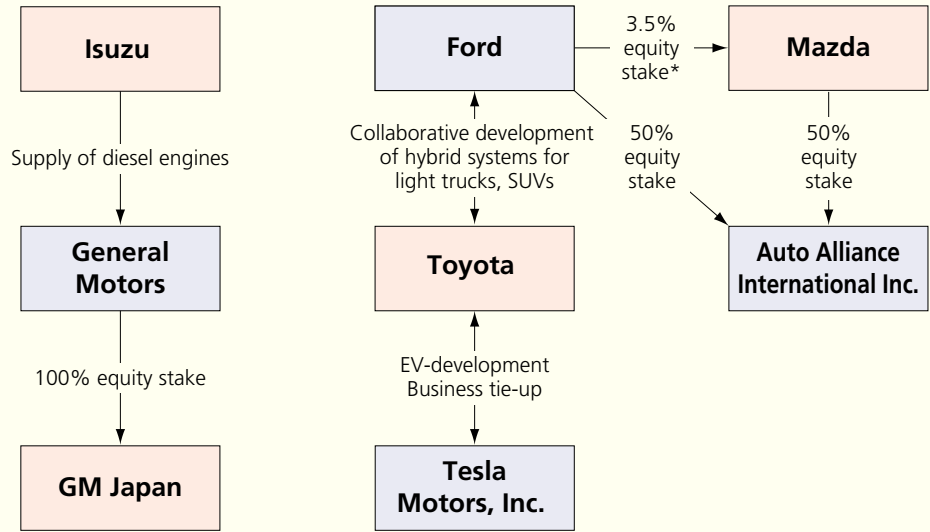 Isuzu
Supply of diesel engines
General
Motors
100% equity stake
GM Japan
Ford
3.5%
equity
stake*
Mazda
Collaborative development
of hybrid systems for
light trucks, SUVs
50%
equity
stake
50%
equity
stake
Toyota
Auto Alliance
International Inc.
EV-development
Business tie-up
Tesla
Motors, Inc.